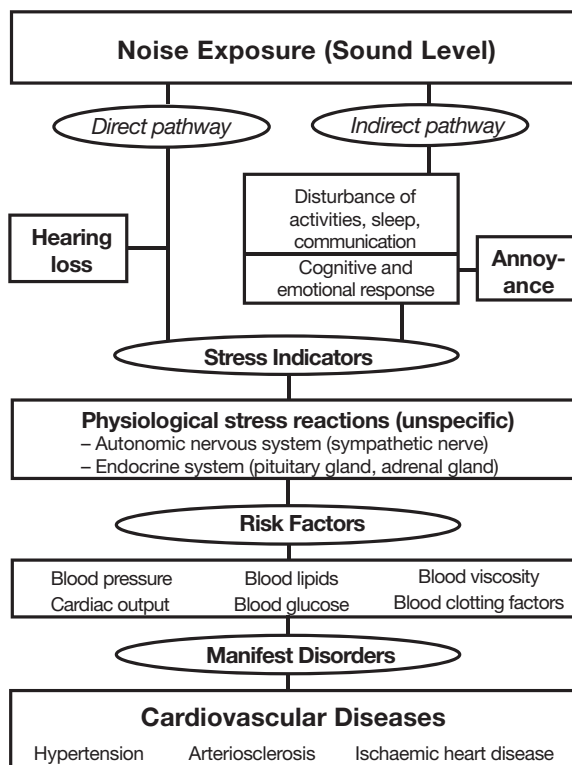 Noise Exposure (Sound Level)
Direct pathway
Indirect pathway
Disturbance of
activities, sleep,
communication
Hearing
loss
Cognitive and
emotional response
Annoy-
ance
Stress Indicators
Physiological stress reactions (unspecific)
– Autonomic nervous system (sympathetic nerve)
– Endocrine system (pituitary gland, adrenal gland)
Risk Factors
Blood pressure Blood lipids Blood viscosity
Cardiac output Blood glucose Blood clotting factors
Manifest Disorders
Cardiovascular Diseases
Hypertension Arteriosclerosis Ischaemic heart disease